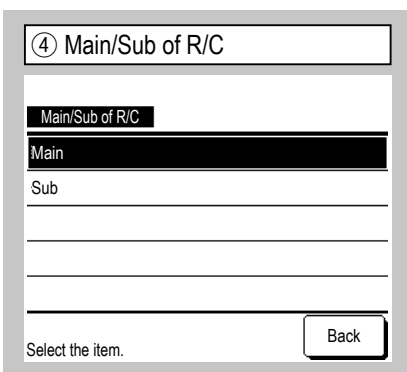 ④ Main/Sub of R/C
Main/Sub of R/C
Main
Sub
Back
Select the item.